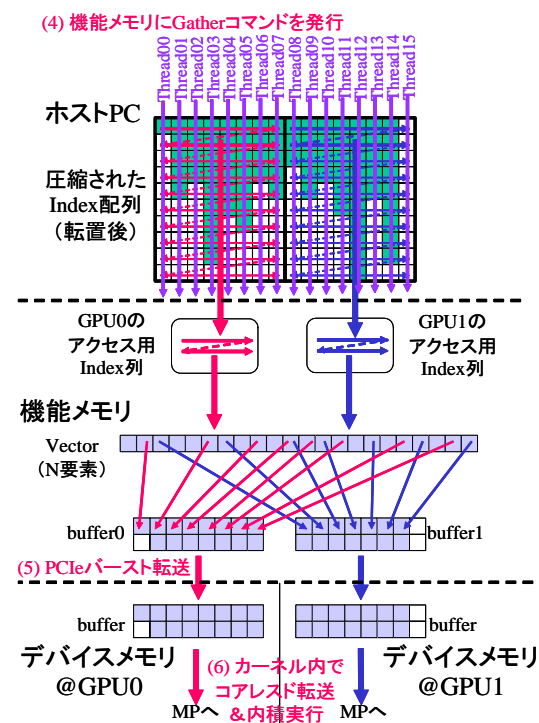 (4) 機能メモリにGatherコマンドを発行
Thread00
Thread01
Thread02
Thread03
Thread04
Thread05
Thread06
Thread07
Thread08
Thread09
Thread10
Thread11
Thread12
Thread13
Thread14
Thread15
ホストPC
圧縮された
Index配列
(転置後)
GPU0の
アクセス用
Index列
GPU1の
アクセス用
Index列
機能メモリ
Vector
(N要素)
buffer0
buffer1
(5) PCIeバースト転送
buffer
buffer
デバイスメモリ
@GPU0
デバイスメモリ
@GPU1
(6) カーネル内で
コアレスド転送
&内積実行
MPへ
MPへ